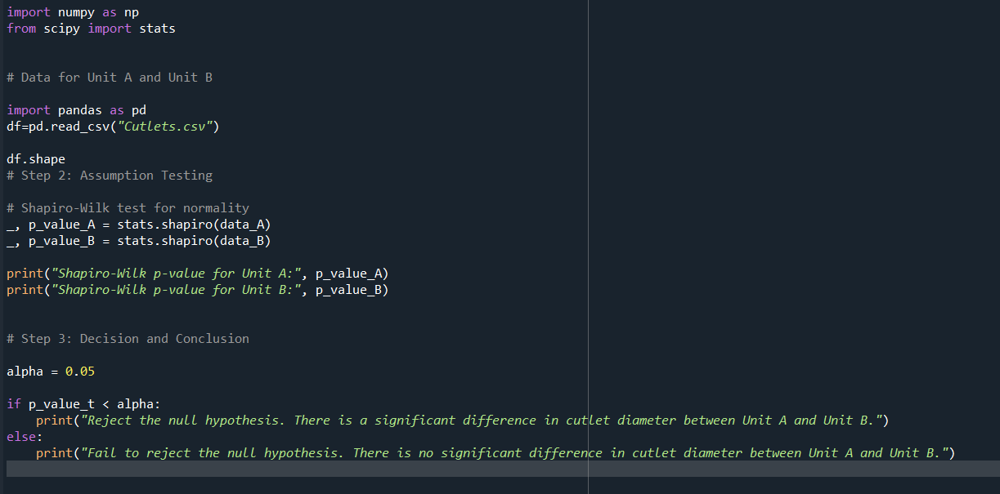 import numpy as np
from scipy import stats
# Data for Unit A and Unit B
import pandas as pd
df=pd.read_csv("Cutlets.csv")
df.shape
# Step 2: Assumption Testing
# Shapiro-Wilk test for normality
_, p_value_A = stats.shapiro(data_A)
_, p_value_B = stats.shapiro(data_B)
print("Shapiro-Wilk p-value for Unit A:", p_value_A)
print("Shapiro-Wilk p-value for Unit B:", p_value_B)
# Step 3: Decision and Conclusion
alpha = 0.05
if p_value_t < alpha:
    print("Reject the null hypothesis. There is a significant difference in cutlet diameter between Unit A and Unit B.")
else:
    print("Fail to reject the null hypothesis. There is no significant difference in cutlet diameter between Unit A and Unit B.")